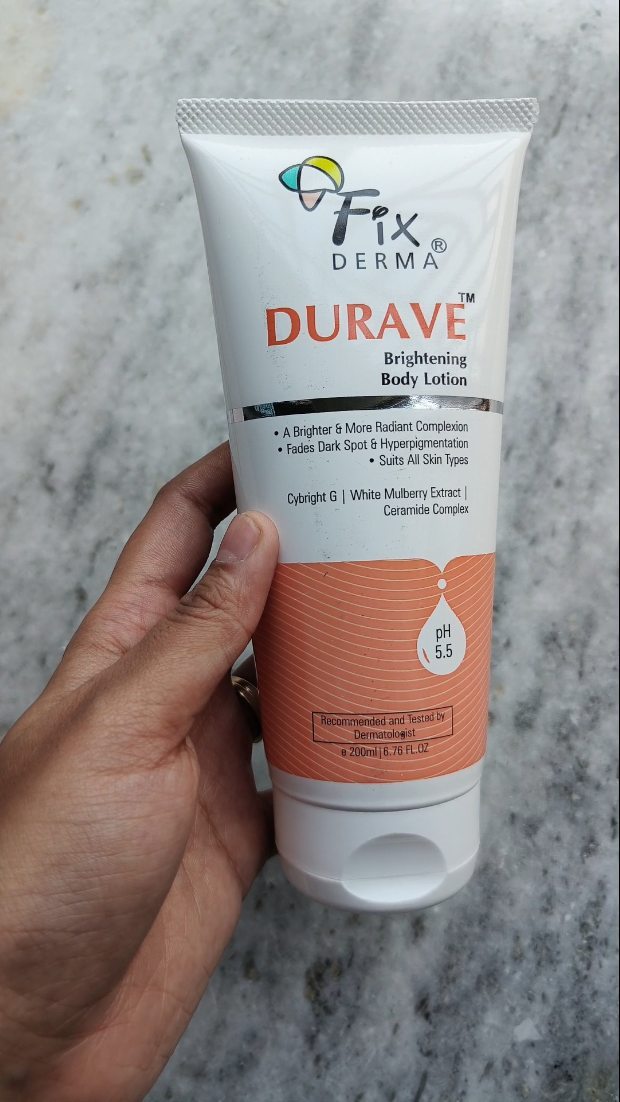 Fix
DERMA®
DURAVE™
Brightening
Body Lotion
• A Brighter & More Radiant Complexion
• Fades Dark Spot & Hyperpigmentation
• Suits All Skin Types
Cybright G | White Mulberry Extract |
Ceramide Complex
pH
5.5
Recommended and Tested by
Dermatologist
e 200ml | 6.76 FL.OZ